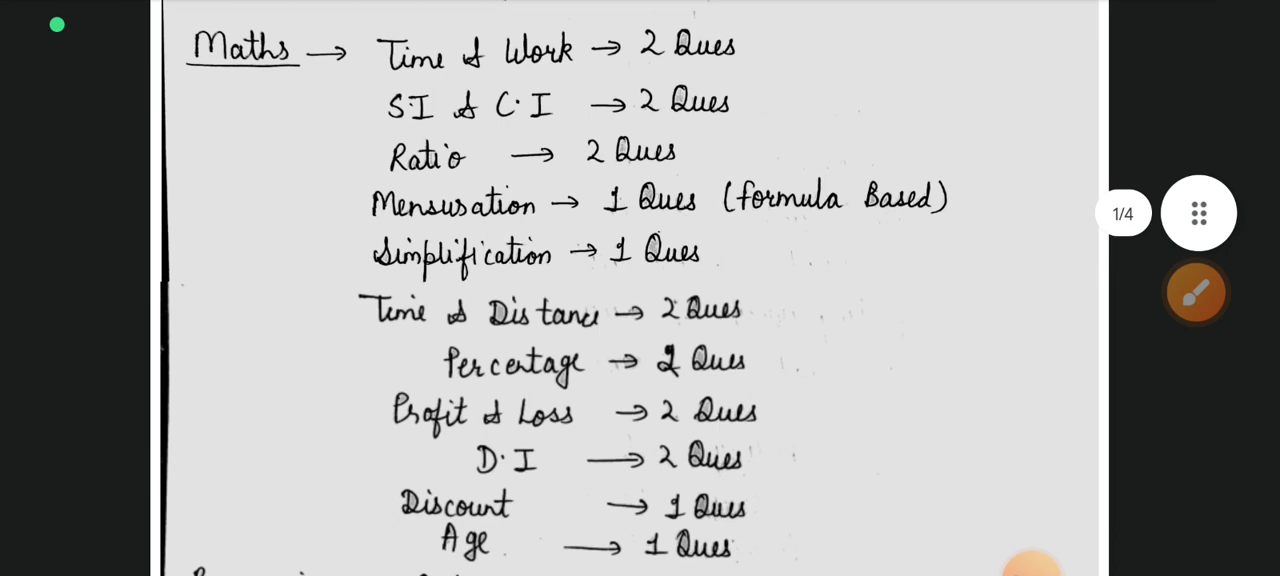 Maths → Time & Work → 2 Ques
SI & C.I → 2 Ques
Ratio → 2 Ques
Mensuration → 1 Ques (formula Based)
Simplification → 1 Ques
Time & Distance → 2 Ques
Percentage → Ques
Profit & Loss → 2 Ques
D.I → 2 Ques
Discount → 1 Ques
Age → 1 Ques
1/4